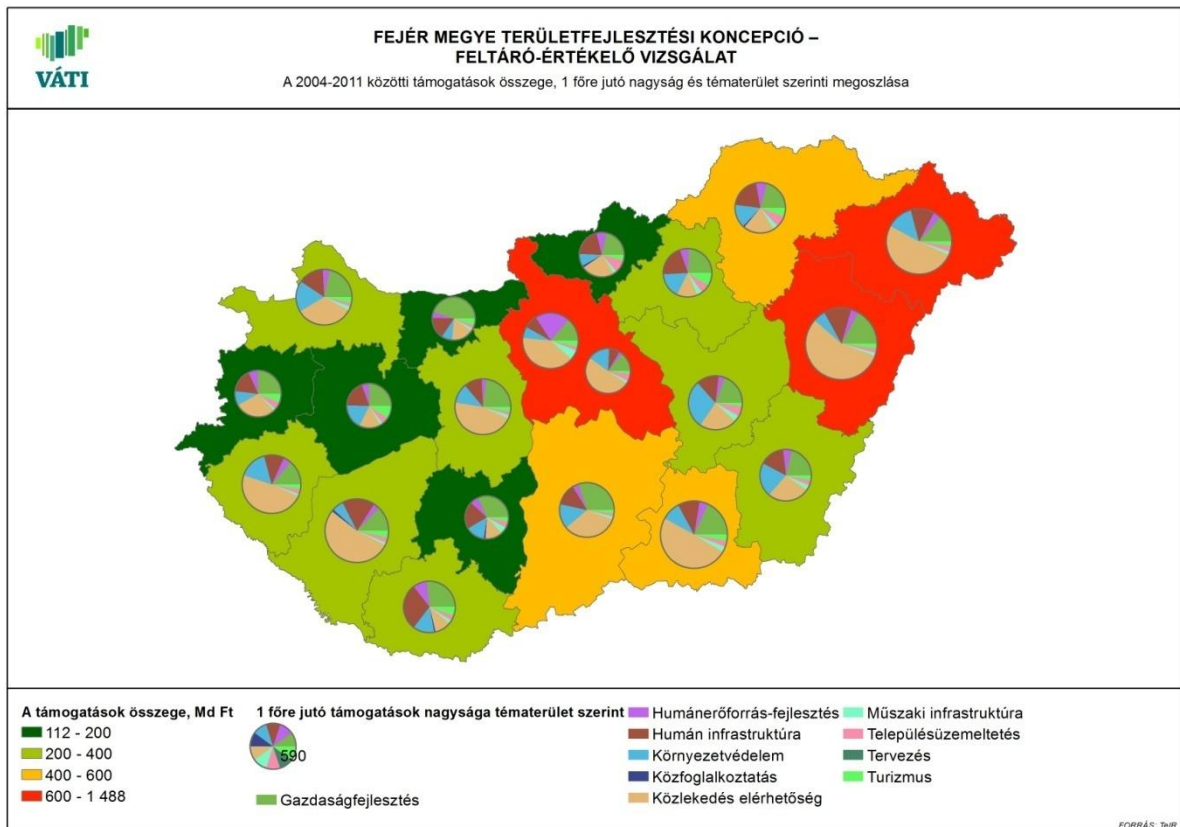 VÁTI
FEJÉR MEGYE TERÜLETFEJLESZTÉSI KONCEPCIÓ –
FELTÁRÓ-ÉRTÉKELŐ VIZSGÁLAT
A 2004-2011 közötti támogatások összege, 1 főre jutó nagyság és tématerület szerinti megoszlása
A támogatások összege, Md Ft
112 - 200
200 - 400
400 - 600
600 - 1 488
1 főre jutó támogatások nagysága tématerület szerint
590
Gazdaságfejlesztés
Humánerőforrás-fejlesztés
Humán infrastruktúra
Környezetvédelem
Közfoglalkoztatás
Közlekedés elérhetőség
Műszaki infrastruktúra
Településüzemeltetés
Tervezés
Turizmus
FORRÁS: TeIR